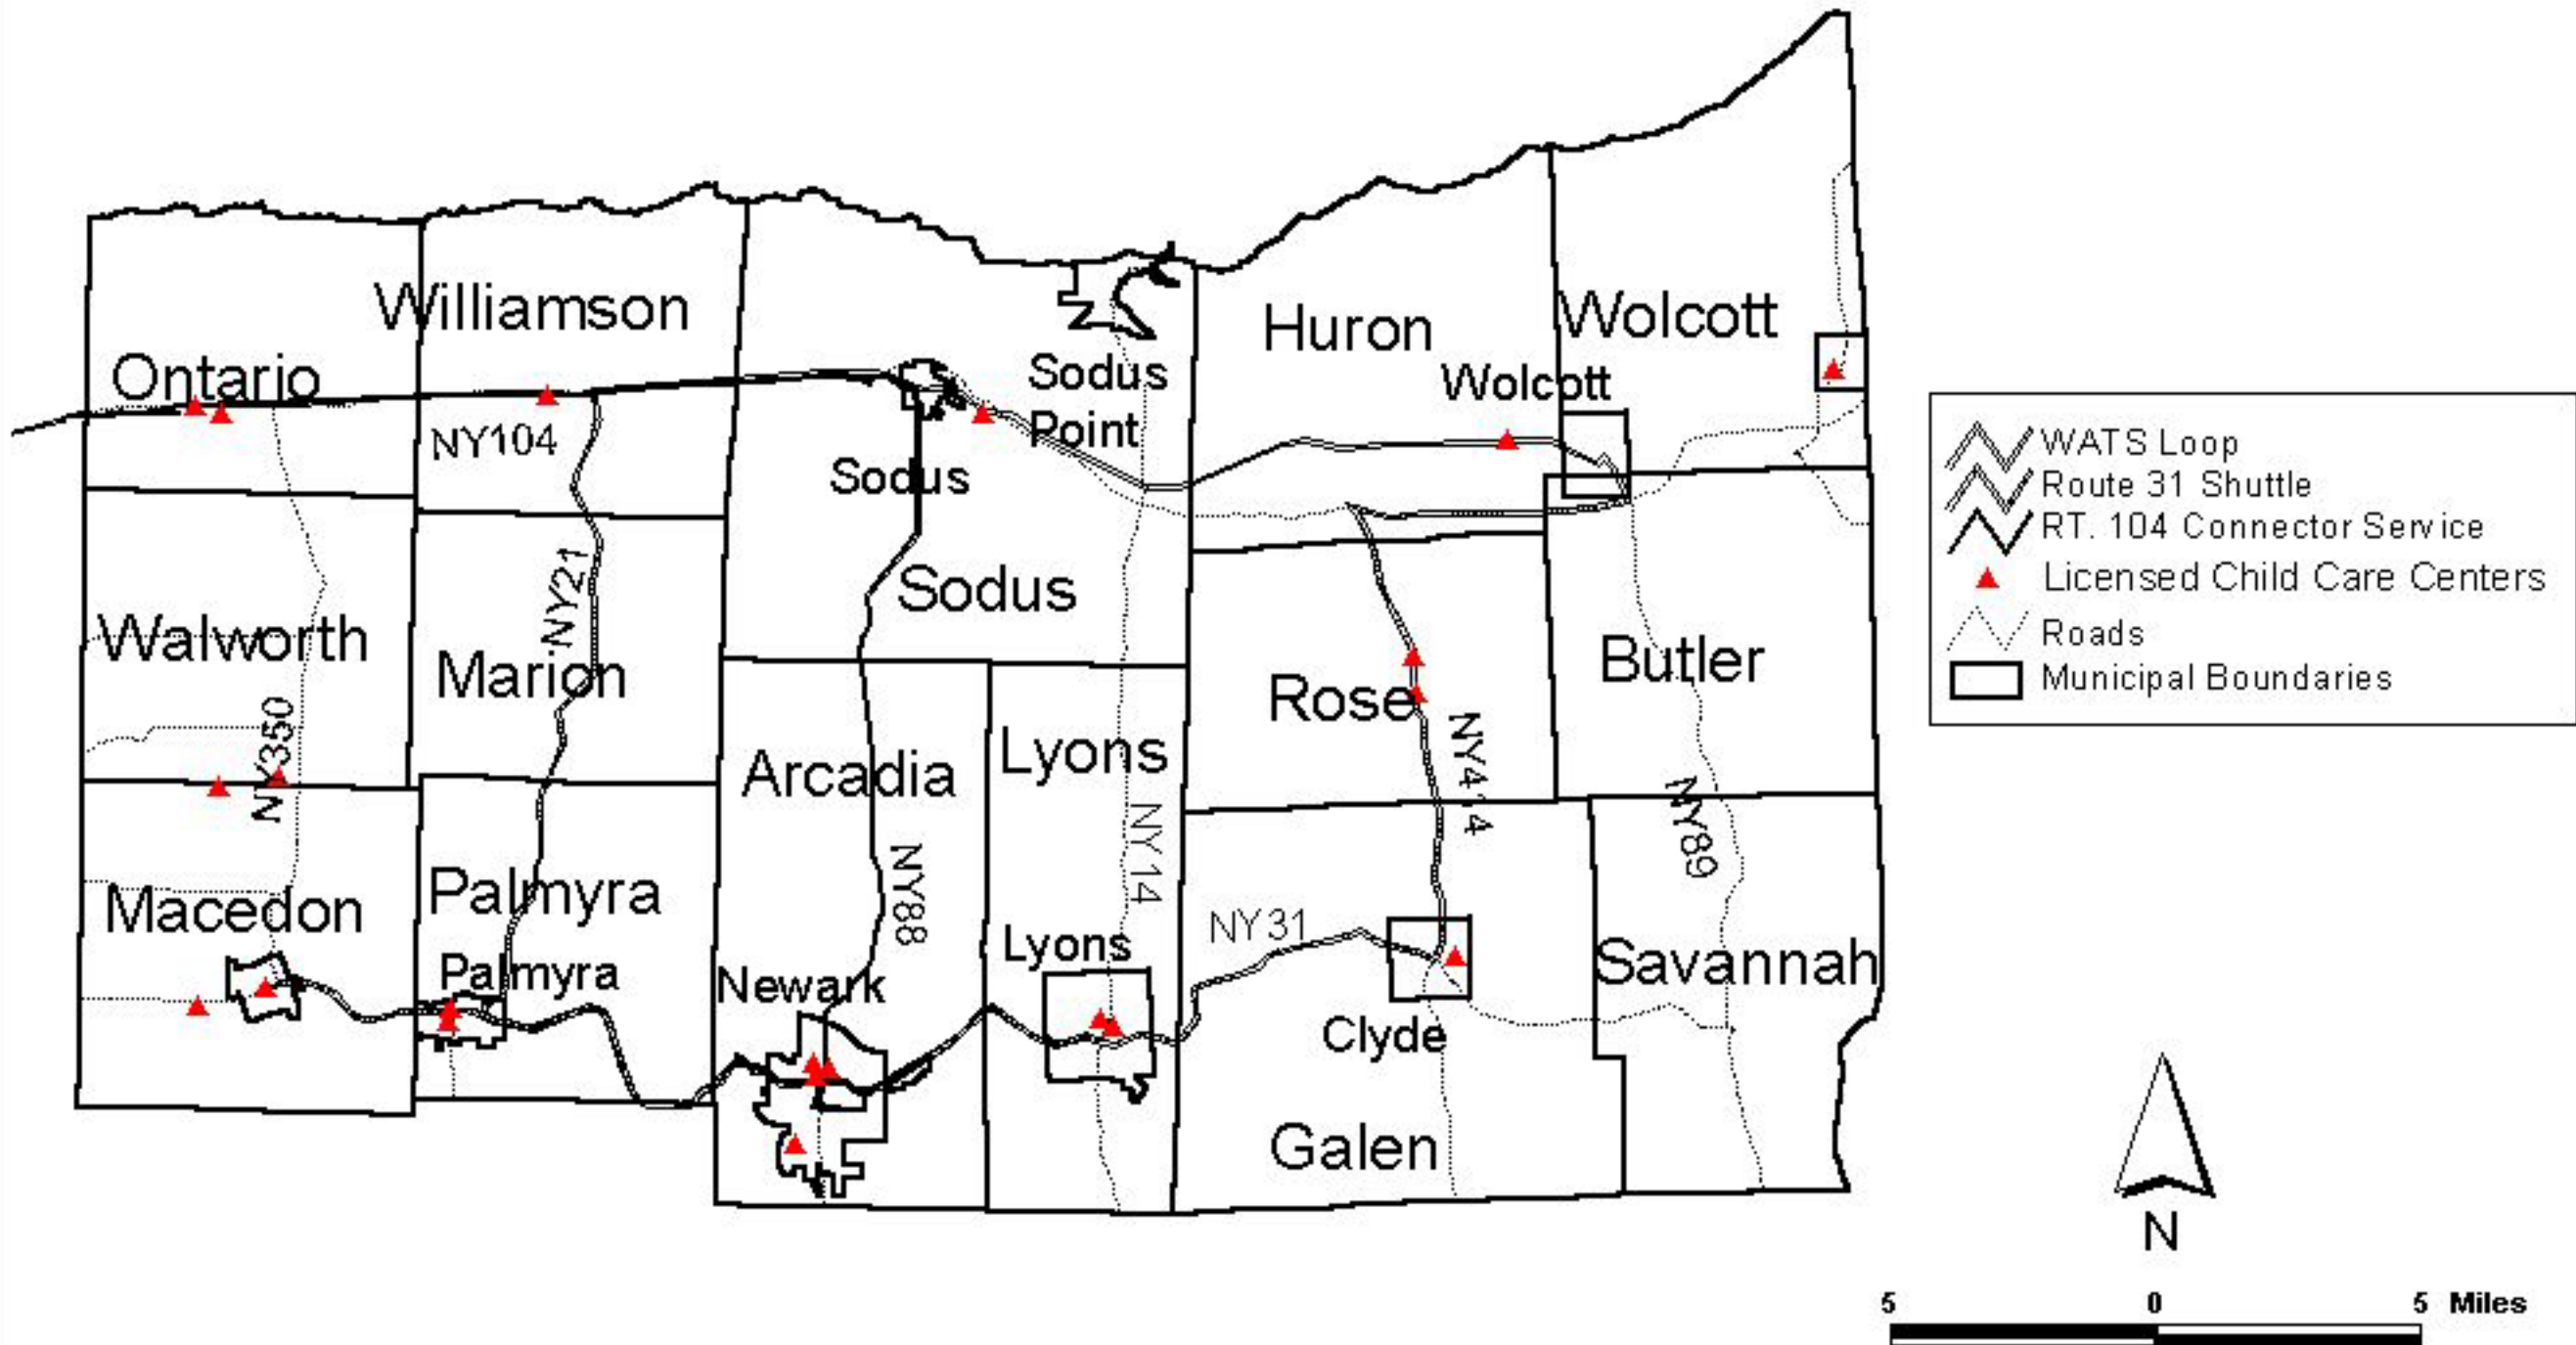 Williamson
Huron
Wolcott
Ontario
Sodus
Point
Wolcott
NY104
Sodus
Sodus
NY21
Walworth
Marion
Rose
Butler
NY350
Arcadia
Lyons
NY414
NY14
NY89
Macedon
Palmyra
NY88
Palmyra
Newark
Lyons
NY31
Savannah
Clyde
Galen
WATS Loop
Route 31 Shuttle
RT. 104 Connector Service
Licensed Child Care Centers
Roads
Municipal Boundaries
N
5 0 5 Miles